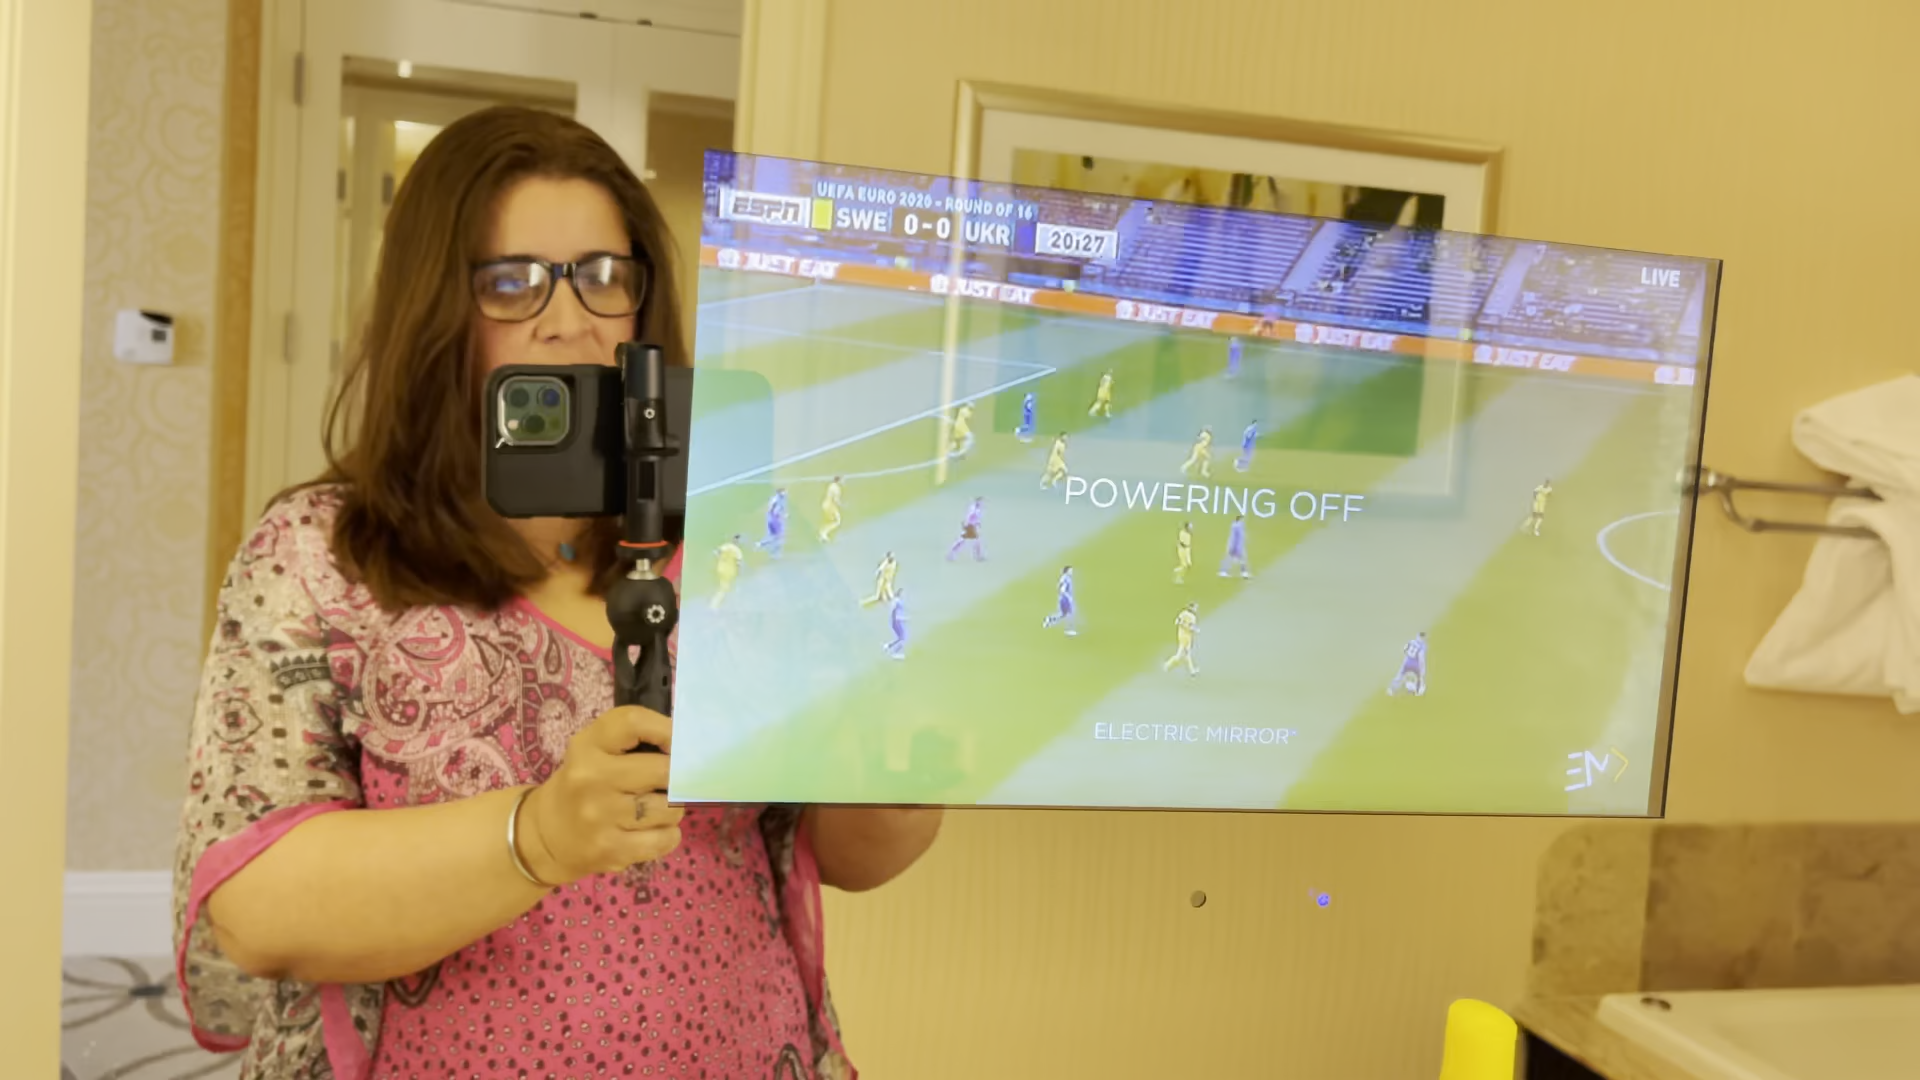 UEFA EURO 2020 - ROUND OF 16
ESPN SWE 0-0 UKR 20:27
LIVE
JUST EAT JUST EAT JUST EAT JUST EAT JUST EAT
POWERING OFF
ELECTRIC MIRROR
EM